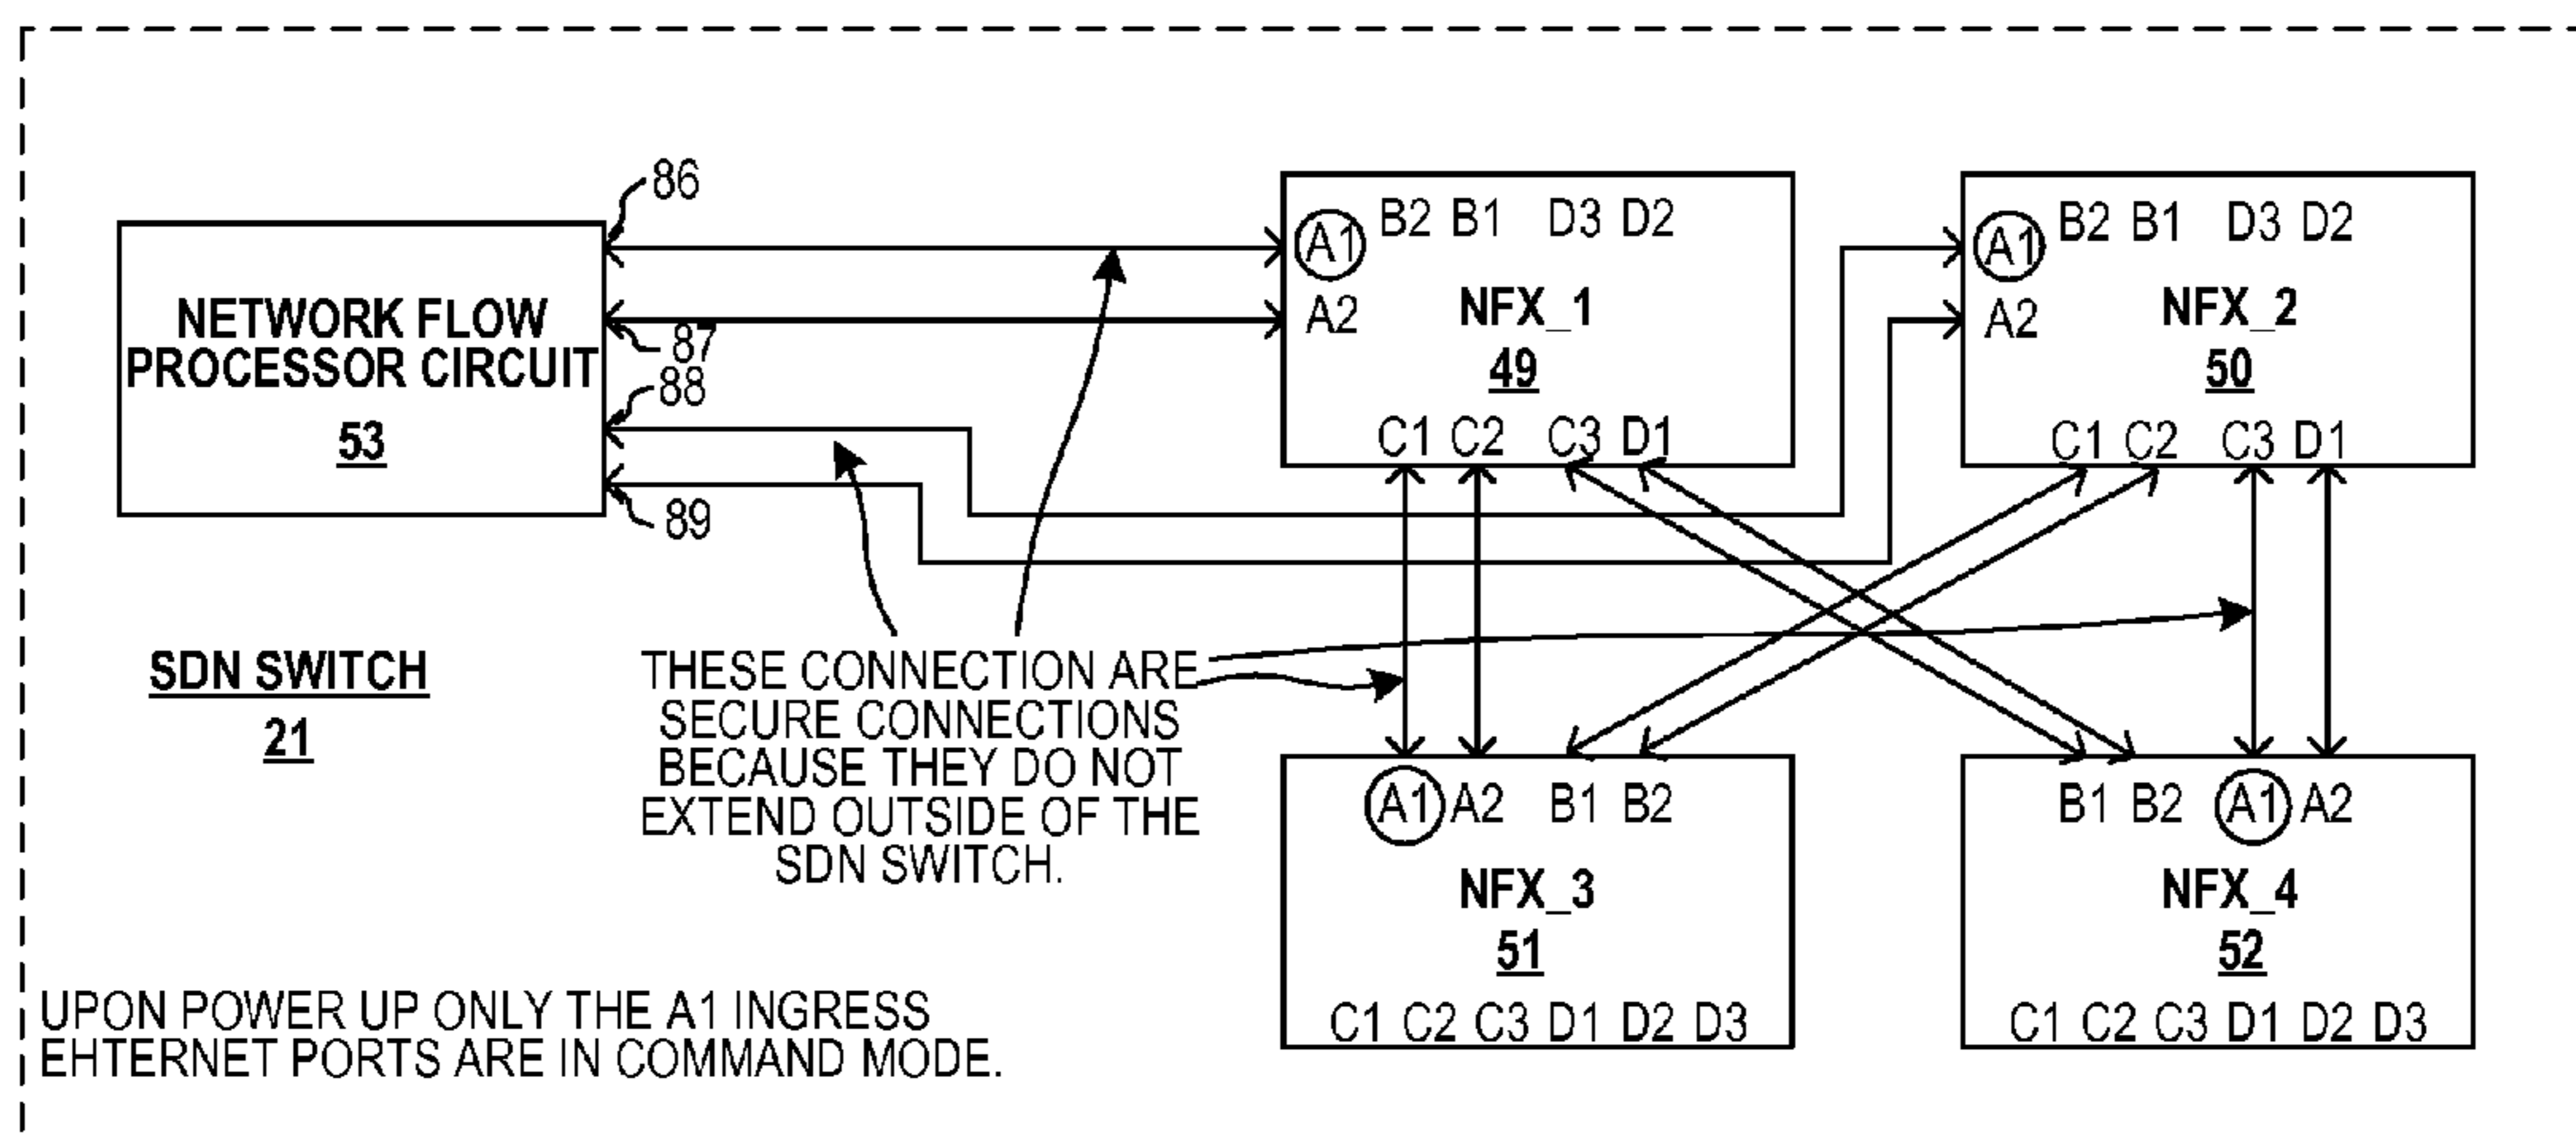 86
87
88
89
NETWORK FLOW
PROCESSOR CIRCUIT
53
A1 B2 B1 D3 D2
A2
NFX_1
49
C1 C2 C3 D1
A1 B2 B1 D3 D2
A2
NFX_2
50
C1 C2 C3 D1
SDN SWITCH
21
THESE CONNECTION ARE
SECURE CONNECTIONS
BECAUSE THEY DO NOT
EXTEND OUTSIDE OF THE
SDN SWITCH.
A1 A2 B1 B2
NFX_3
51
C1 C2 C3 D1 D2 D3
B1 B2 A1 A2
NFX_4
52
C1 C2 C3 D1 D2 D3
UPON POWER UP ONLY THE A1 INGRESS
EHTERNET PORTS ARE IN COMMAND MODE.